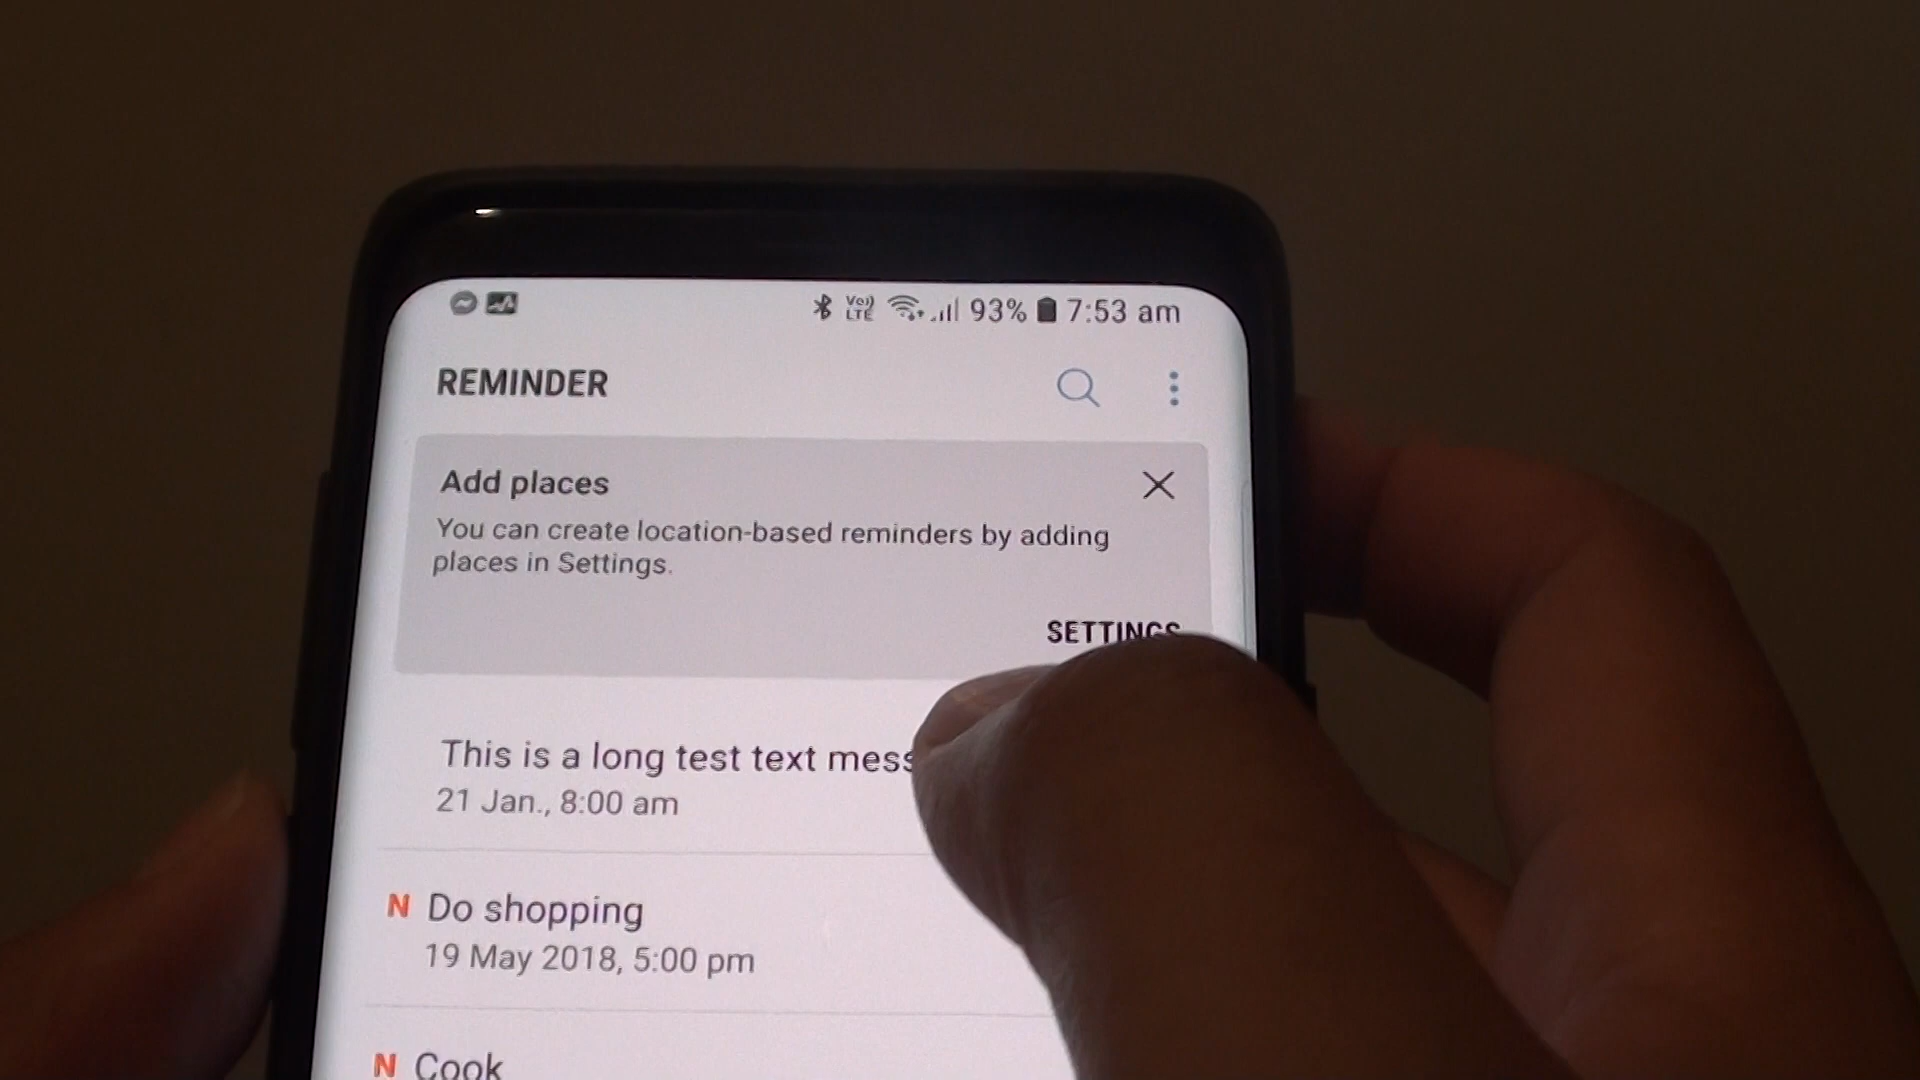 Vo)) LTE 93% 7:53 am
REMINDER
Add places
You can create location-based reminders by adding
places in Settings.
SETTINGS
This is a long test text mess
21 Jan., 8:00 am
N Do shopping
19 May 2018, 5:00 pm
N Cook